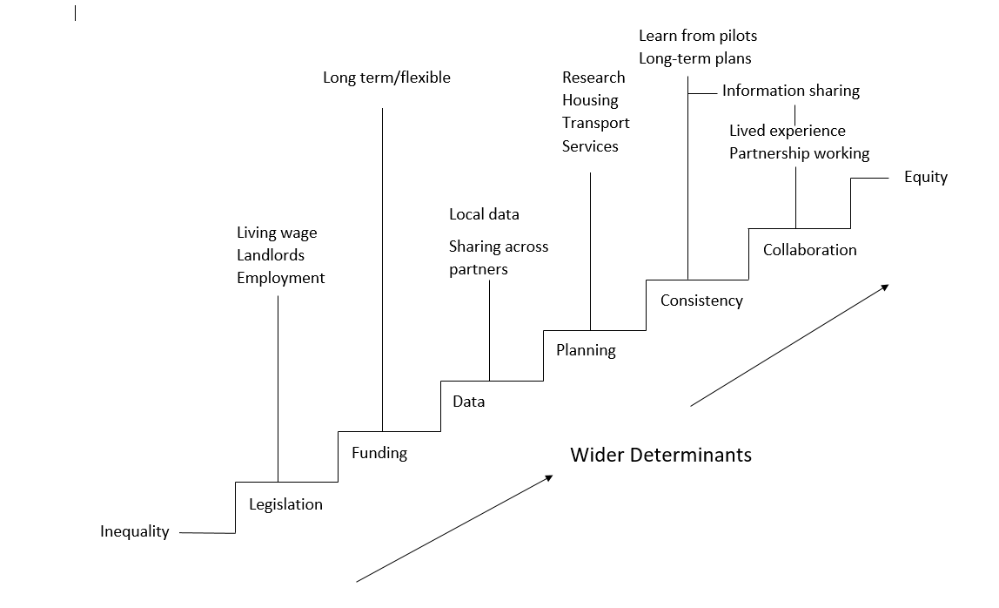 Learn from pilots
Long-term plans
Long term/flexible
Research
Housing
Transport
Services
Information sharing
Lived experience
Partnership working
Equity
Local data
Sharing across
partners
Living wage
Landlords
Employment
Collaboration
Consistency
Planning
Data
Funding
Wider Determinants
Legislation
Inequality